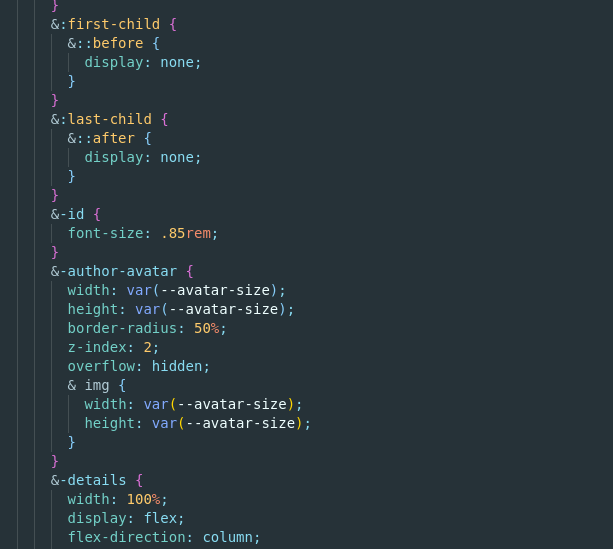 }
&:first-child {
&::before {
display: none;
}
}
&:last-child {
&::after {
display: none;
}
}
&-id {
font-size: .85rem;
}
&-author-avatar {
width: var(--avatar-size);
height: var(--avatar-size);
border-radius: 50%;
z-index: 2;
overflow: hidden;
& img {
width: var(--avatar-size);
height: var(--avatar-size);
}
}
&-details {
width: 100%;
display: flex;
flex-direction: column;